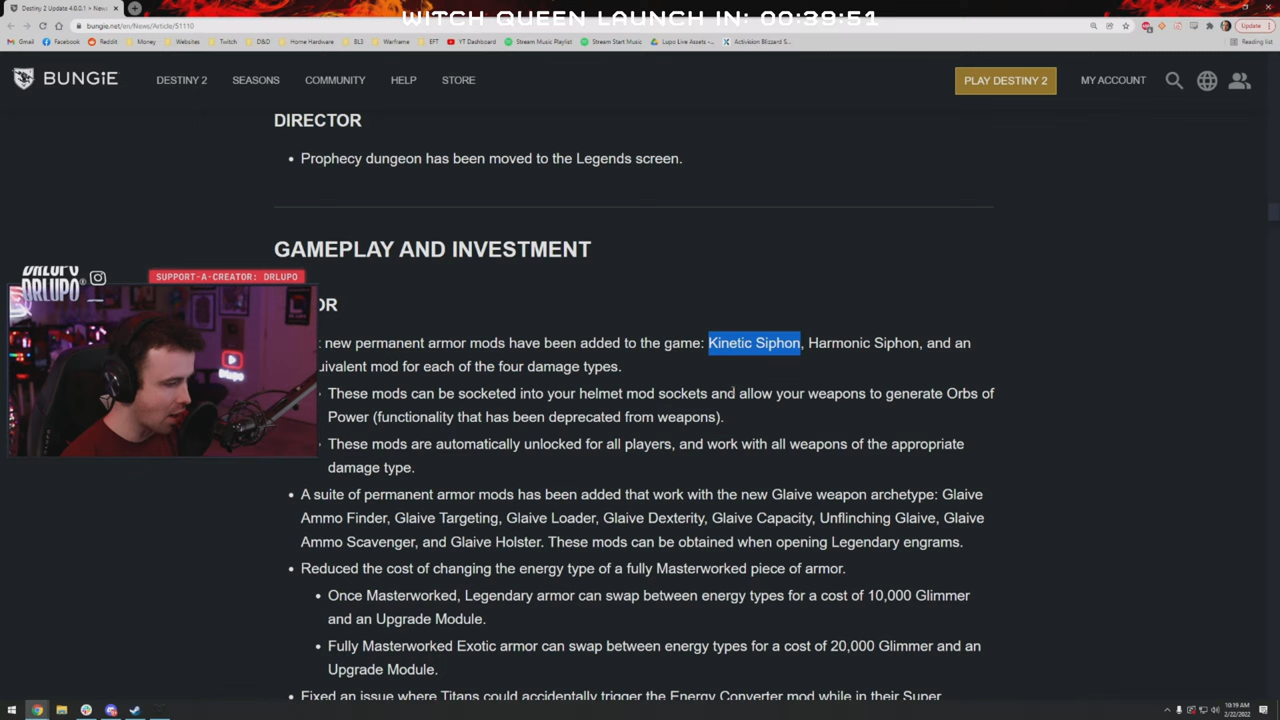 Destiny 2 Update 4.0.0.1 > News
WITCH QUEEN LAUNCH IN: 00:39:51
bungie.net/en/News/Article/51110
Update
Gmail Facebook Reddit Money Websites Twitch D&D Home Hardware BL3 Warframe EFT YT Dashboard Stream Music Playlist Stream Start Music Lupo Live Assets -... Activision Blizzard S... Reading list
BUNGiE DESTINY 2 SEASONS COMMUNITY HELP STORE PLAY DESTINY 2 MY ACCOUNT
DIRECTOR
Prophecy dungeon has been moved to the Legends screen.
GAMEPLAY AND INVESTMENT
DRLUPO
DRLUPO
SUPPORT-A-CREATOR: DRLUPO
OR
new permanent armor mods have been added to the game: Kinetic Siphon, Harmonic Siphon, and an
uivalent mod for each of the four damage types.
These mods can be socketed into your helmet mod sockets and allow your weapons to generate Orbs of
Power (functionality that has been deprecated from weapons).
These mods are automatically unlocked for all players, and work with all weapons of the appropriate
damage type.
A suite of permanent armor mods has been added that work with the new Glaive weapon archetype: Glaive
Ammo Finder, Glaive Targeting, Glaive Loader, Glaive Dexterity, Glaive Capacity, Unflinching Glaive, Glaive
Ammo Scavenger, and Glaive Holster. These mods can be obtained when opening Legendary engrams.
Reduced the cost of changing the energy type of a fully Masterworked piece of armor.
Once Masterworked, Legendary armor can swap between energy types for a cost of 10,000 Glimmer
and an Upgrade Module.
Fully Masterworked Exotic armor can swap between energy types for a cost of 20,000 Glimmer and an
Upgrade Module.
Fixed an issue where Titans could accidentally trigger the Energy Converter mod while in their Super
10:19 AM
2/22/2022